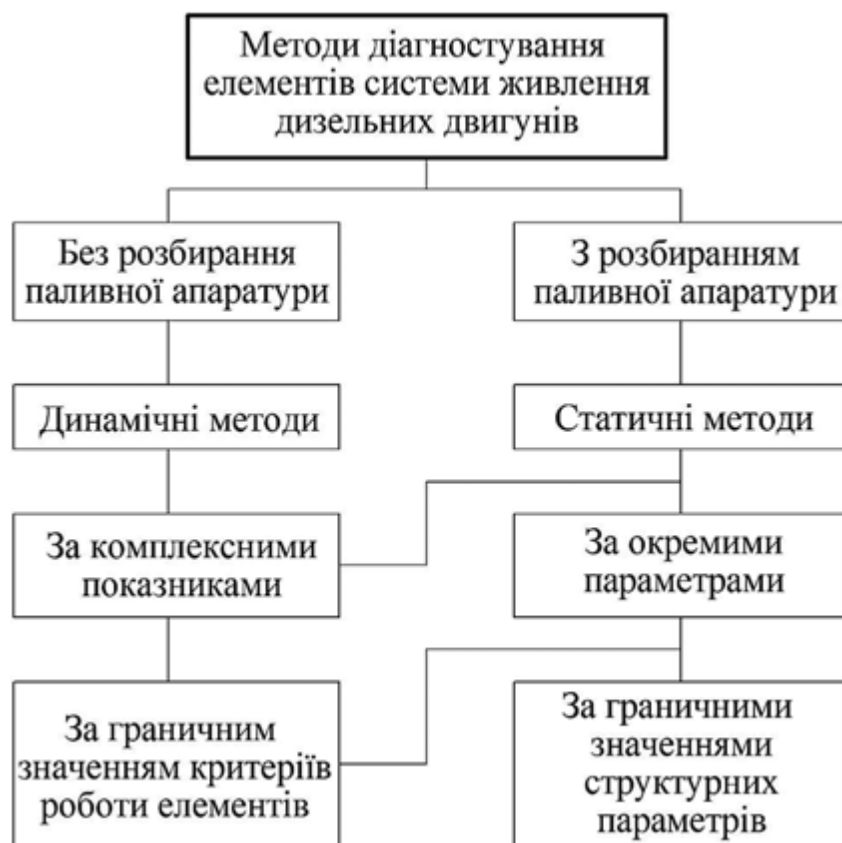 Методи діагностування
елементів системи живлення
дизельних двигунів
Без розбирання
паливної апаратури
З розбиранням
паливної апаратури
Динамічні методи
Статичні методи
За комплексними
показниками
За окремими
параметрами
За граничним
значенням критеріїв
роботи елементів
За граничними
значеннями
структурних
параметрів